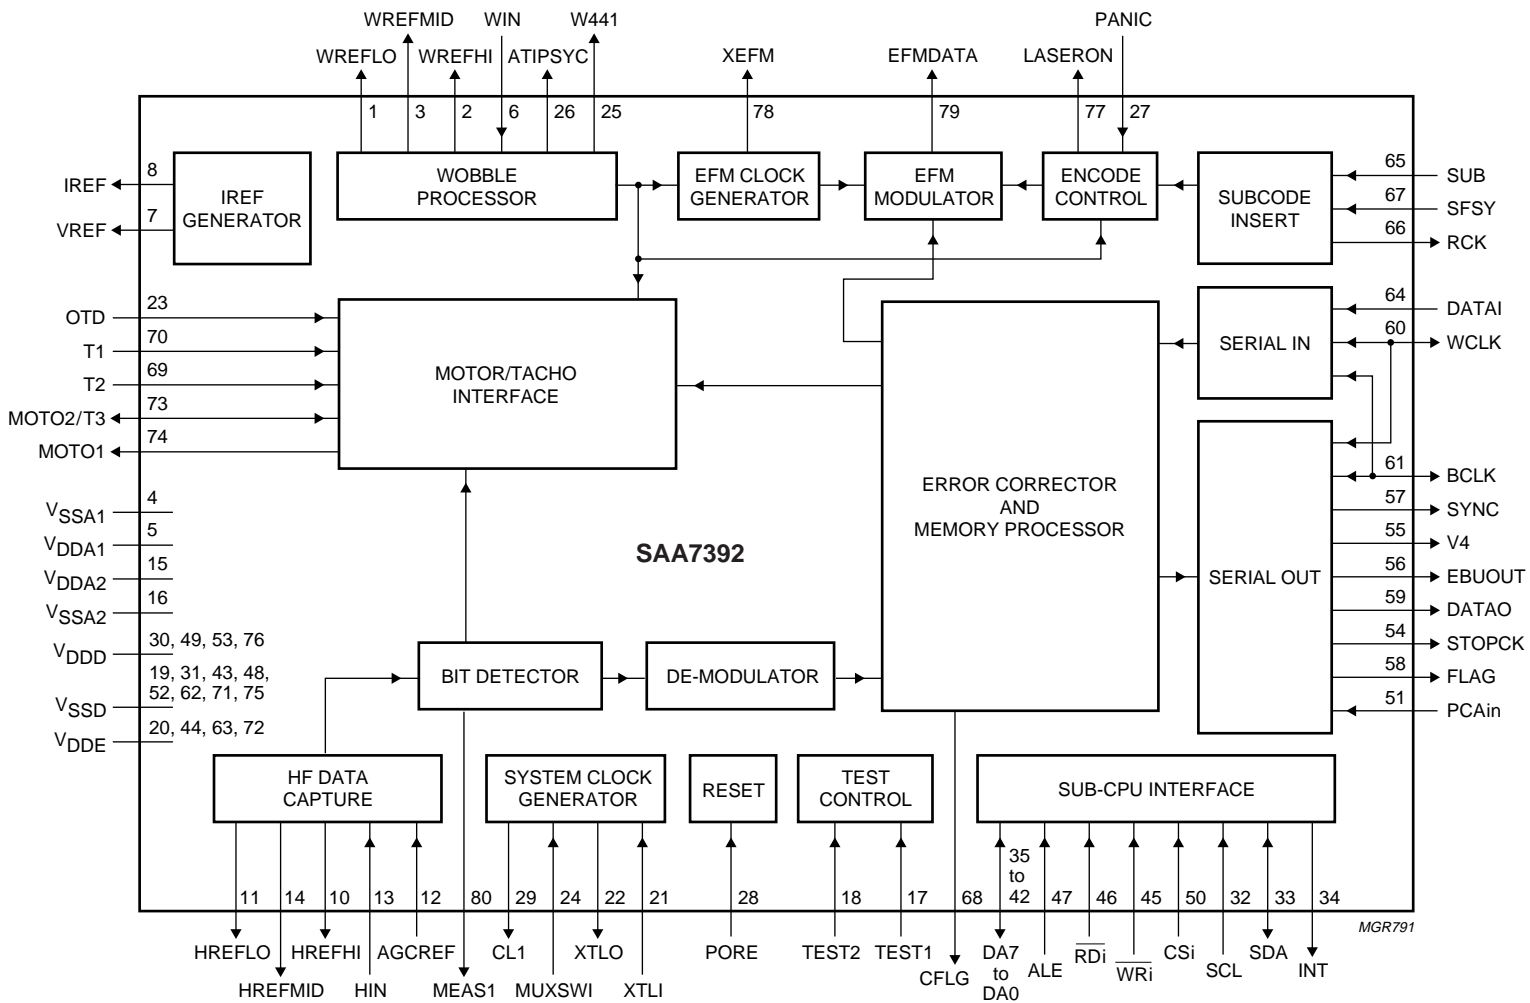 WREFMID WIN W441 PANIC
WREFLO WREFHI ATIPSYC XEFM EFMDATA LASERON
1 3 2 6 26 25 78 79 77 27
8
IREF
7
VREF
IREF
GENERATOR
WOBBLE
PROCESSOR
EFM CLOCK
GENERATOR
EFM
MODULATOR
ENCODE
CONTROL
SUBCODE
INSERT
65
SUB
67
SFSY
66
RCK
23
OTD
70
T1
69
T2
73
MOTO2/T3
74
MOTO1
MOTOR/TACHO
INTERFACE
ERROR CORRECTOR
AND
MEMORY PROCESSOR
SERIAL IN
64
DATAI
60
WCLK
SERIAL OUT
61
BCLK
57
SYNC
55
V4
56
EBUOUT
59
DATAO
54
STOPCK
58
FLAG
51
PCAin
4
VSSA1
5
VDDA1
15
VDDA2
16
VSSA2
30, 49, 53, 76
VDDD
19, 31, 43, 48,
52, 62, 71, 75
VSSD
20, 44, 63, 72
VDDE
SAA7392
BIT DETECTOR
DE-MODULATOR
HF DATA
CAPTURE
SYSTEM CLOCK
GENERATOR
RESET
TEST
CONTROL
SUB-CPU INTERFACE
11 14 10 13 12 80 29 24 22 21 28 18 17 68
35
to
42
47 46 45 50 32 33 34
MGR791
HREFLO HREFHI AGCREF CL1 XTLO PORE TEST2 TEST1
HREFMID HIN MEAS1 MUXSWI XTLI
CFLG
DA7
to
DA0
ALE RDi WRi CSi SCL SDA INT